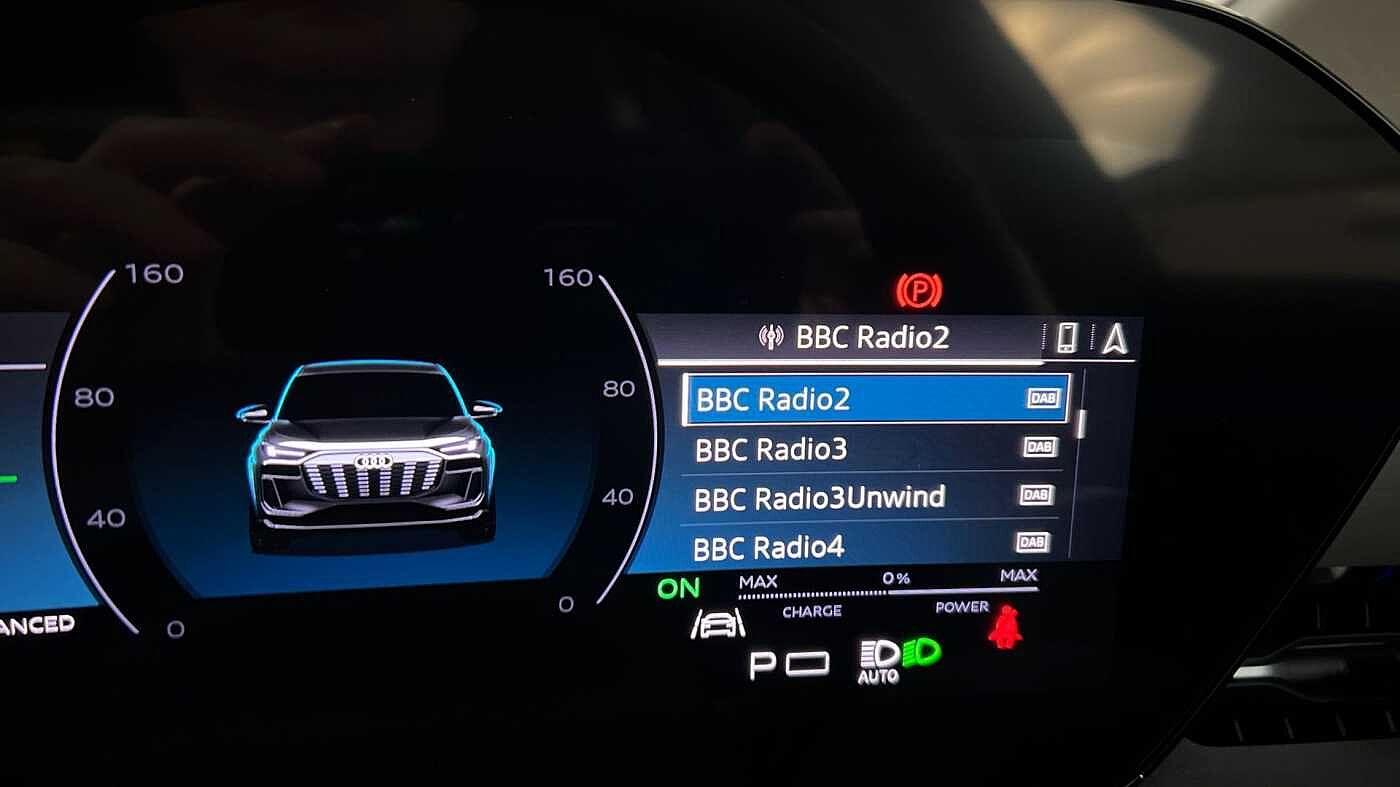 160
80
40
0
ANCED
160
80
40
0
P
BBC Radio2
BBC Radio2 DAB
BBC Radio3 DAB
BBC Radio3Unwind DAB
BBC Radio4 DAB
ON MAX 0% MAX
CHARGE POWER
P
AUTO